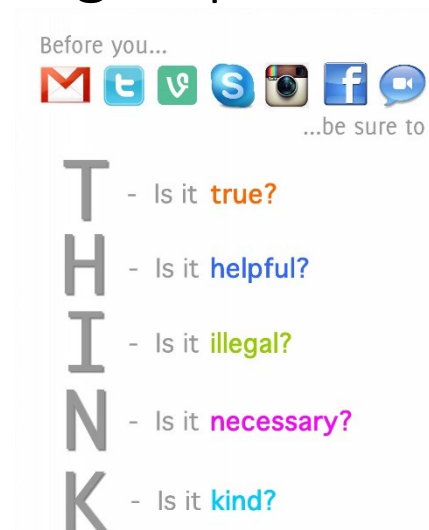 Before you...
...be sure to
T - Is it true?
H - Is it helpful?
I - Is it illegal?
N - Is it necessary?
K - Is it kind?